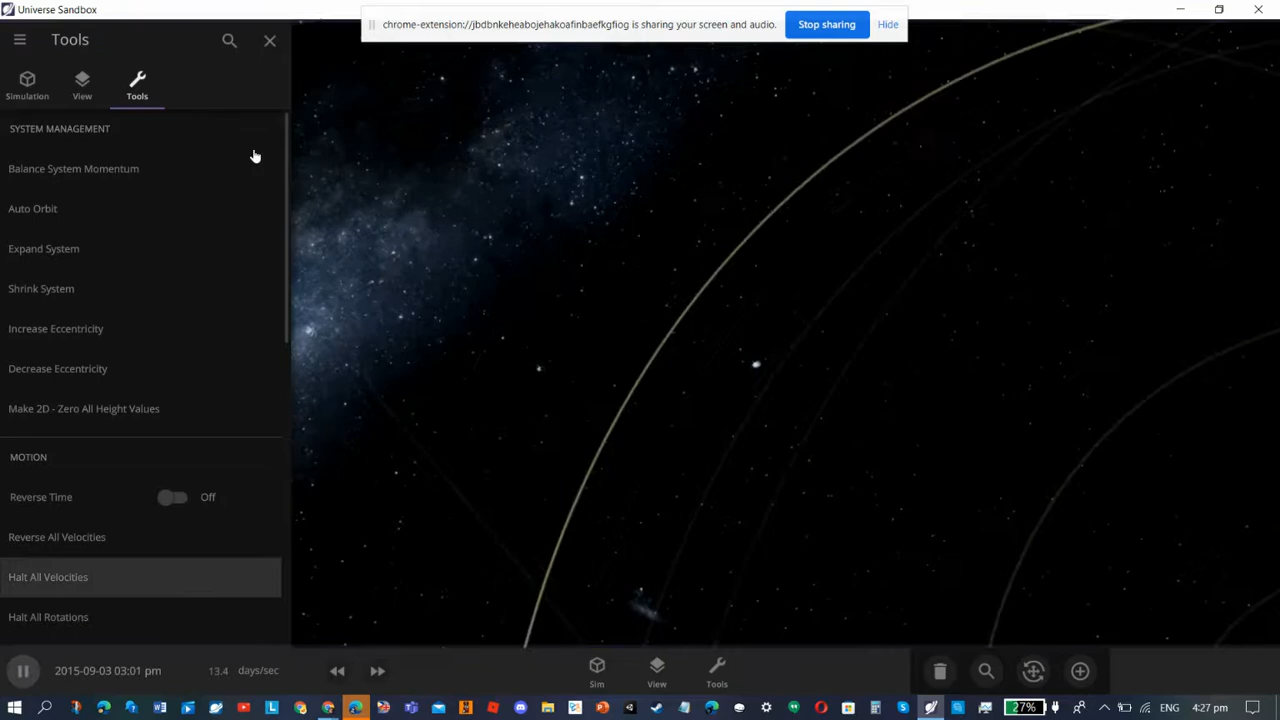 Universe Sandbox
chrome-extension://jbdbnkeheabojehakoafinbaefkgfiog is sharing your screen and audio.
Stop sharing
Hide
Tools
Simulation
View
Tools
SYSTEM MANAGEMENT
Balance System Momentum
Auto Orbit
Expand System
Shrink System
Increase Eccentricity
Decrease Eccentricity
Make 2D - Zero All Height Values
MOTION
Reverse Time
Off
Reverse All Velocities
Halt All Velocities
Halt All Rotations
2015-09-03 03:01 pm
13.4 days/sec
Sim
View
Tools
27%
4:27 pm